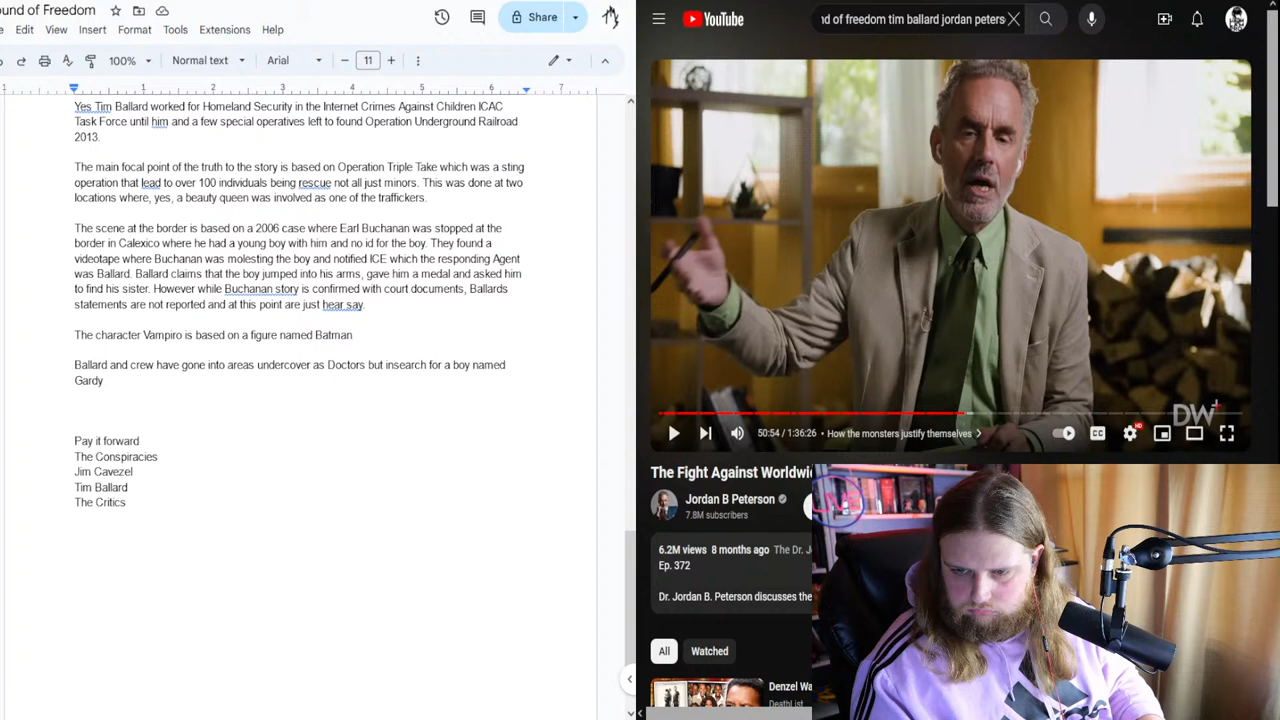 ound of Freedom
Edit View Insert Format Tools Extensions Help
Share
100% Normal text Arial 11
1 1 2 3 4 5 6 7
Yes Tim Ballard worked for Homeland Security in the Internet Crimes Against Children ICAC
Task Force until him and a few special operatives left to found Operation Underground Railroad
2013.
The main focal point of the truth to the story is based on Operation Triple Take which was a sting
operation that lead to over 100 individuals being rescue not all just minors. This was done at two
locations where, yes, a beauty queen was involved as one of the traffickers.
The scene at the border is based on a 2006 case where Earl Buchanan was stopped at the
border in Calexico where he had a young boy with him and no id for the boy. They found a
videotape where Buchanan was molesting the boy and notified ICE which the responding Agent
was Ballard. Ballard claims that the boy jumped into his arms, gave him a medal and asked him
to find his sister. However while Buchanan story is confirmed with court documents, Ballards
statements are not reported and at this point are just hear say.
The character Vampiro is based on a figure named Batman
Ballard and crew have gone into areas undercover as Doctors but insearch for a boy named
Gardy
Pay it forward
The Conspiracies
Jim Cavezel
Tim Ballard
The Critics
YouTube
nd of freedom tim ballard jordan peters
DW+
50:54 / 1:36:26 • How the monsters justify themselves
CC
HD
The Fight Against Worldwi
Jordan B Peterson
7.8M subscribers
6.2M views 8 months ago The Dr. J
Ep. 372
Dr. Jordan B. Peterson discusses the
All Watched
Denzel Wa
DeathList